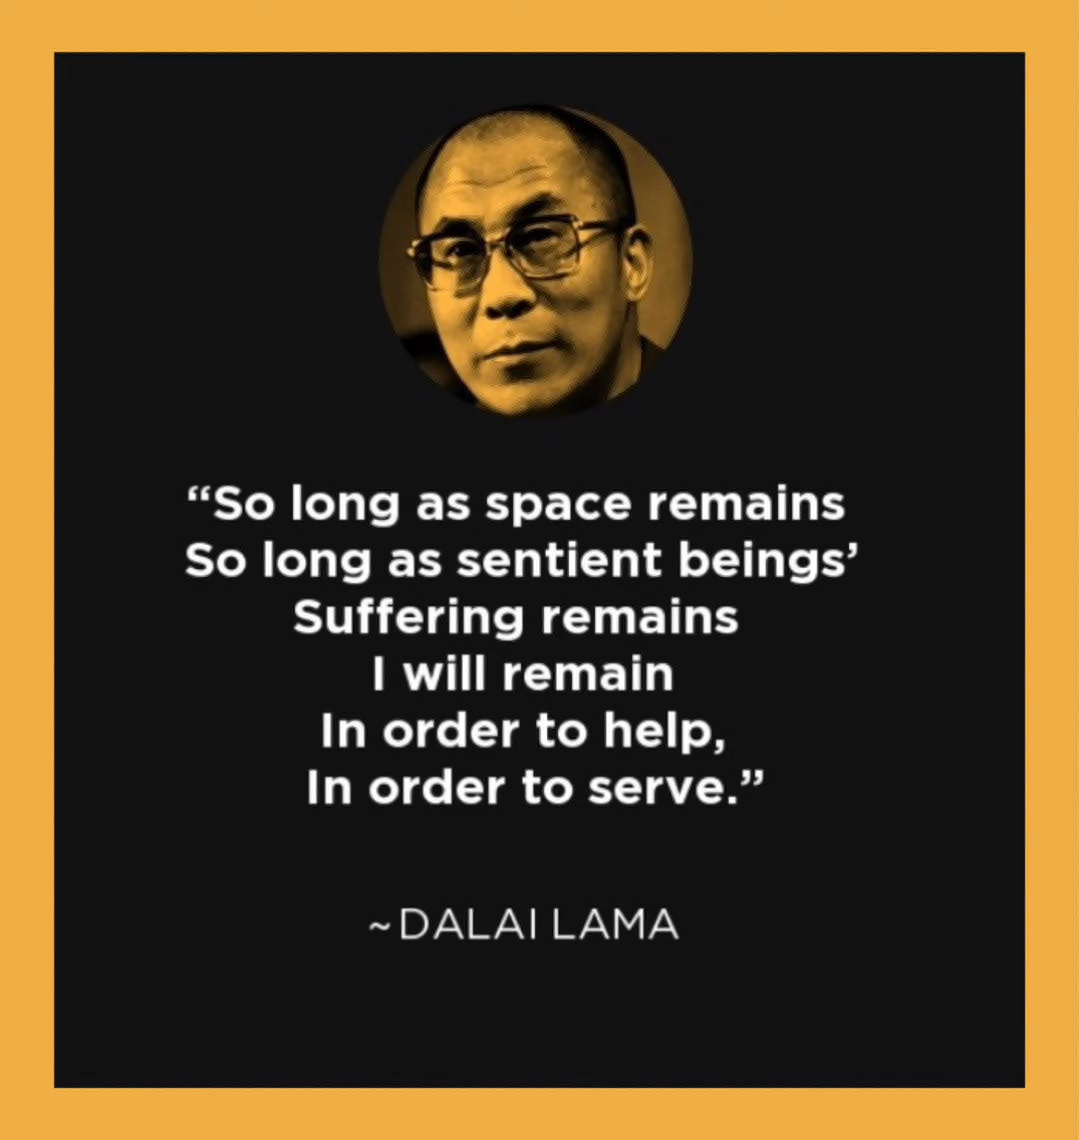 “So long as space remains
So long as sentient beings’
Suffering remains
I will remain
In order to help,
In order to serve.”
~DALAI LAMA